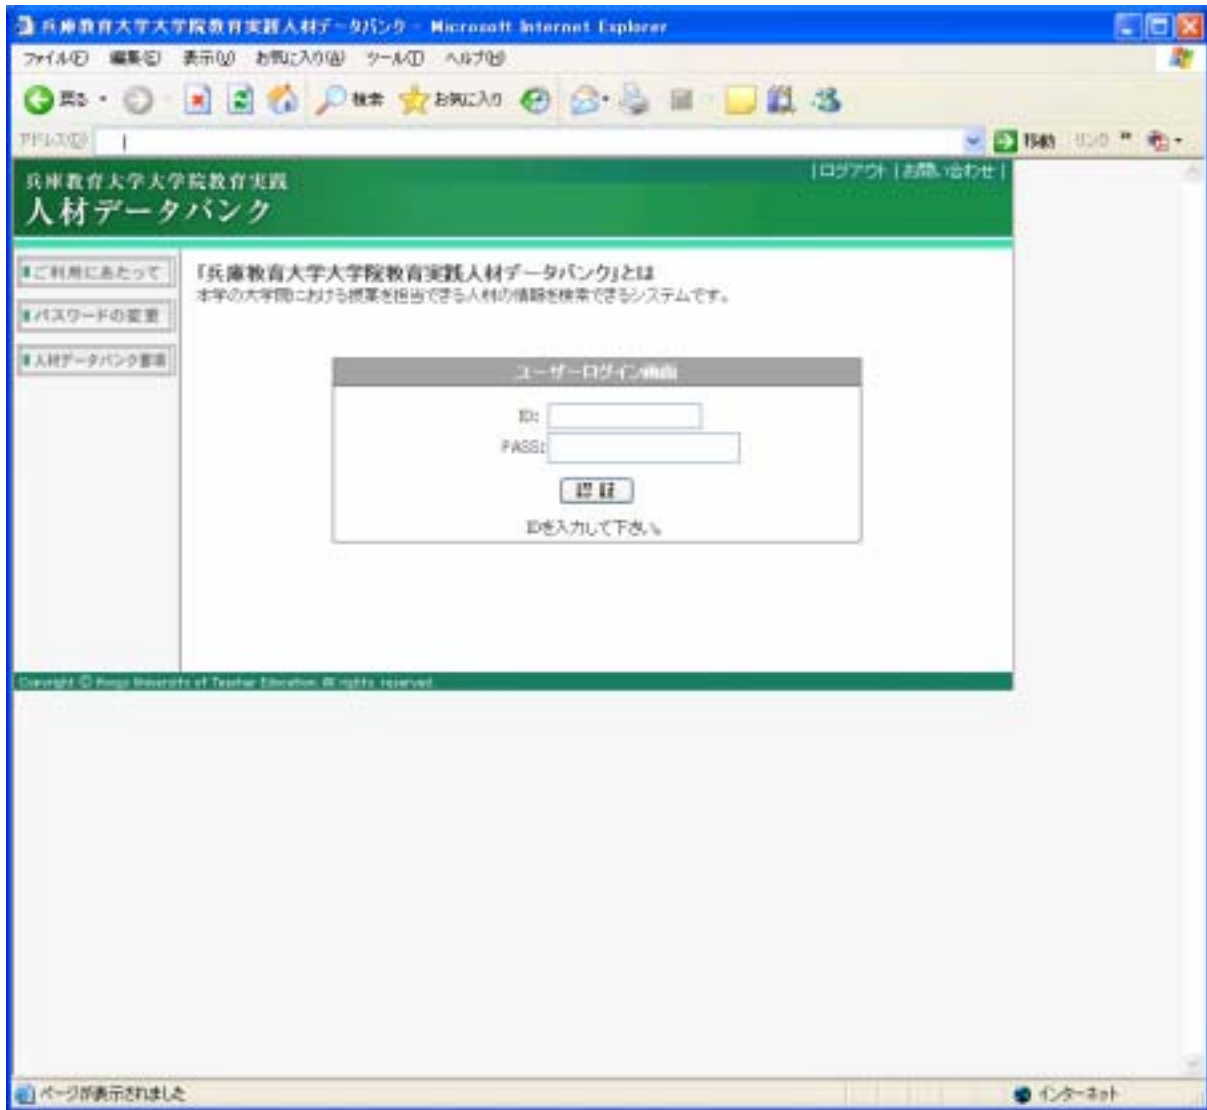 兵庫教育大学大学院教育実践人材データバンク - Microsoft Internet Explorer
ファイル(F) 編集(E) 表示(V) お気に入り(A) ツール(T) ヘルプ(H)
戻る 検索 お気に入り
アドレス(D) 移動 リンク »
兵庫教育大学大学院教育実践
人材データバンク
|ログアウト|お問い合わせ|
ご利用にあたって
パスワードの変更
人材データバンク要項
『兵庫教育大学大学院教育実践人材データバンク』とは
本学の大学院における授業を担当できる人材の情報を検索できるシステムです。
ユーザーログイン画面
ID:
PASS:
認 証
IDを入力して下さい。
Copyright © Hyogo University of Teacher Education. All rights reserved.
ページが表示されました
インターネット